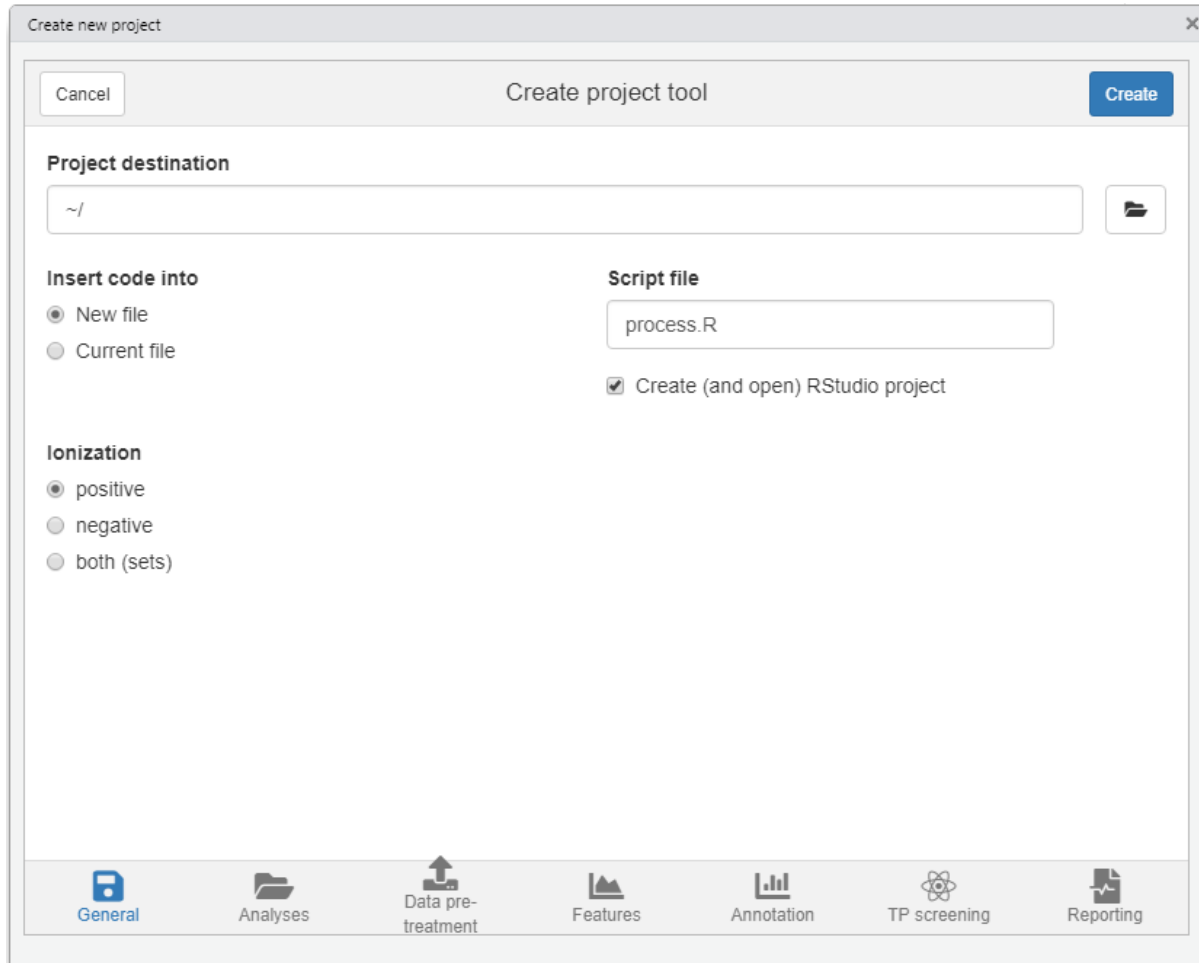 Create new project
Cancel
Create project tool
Create
Project destination
~/
Insert code into
New file
Current file
Script file
process.R
Create (and open) RStudio project
Ionization
positive
negative
both (sets)
General
Analyses
Data pre-
treatment
Features
Annotation
TP screening
Reporting